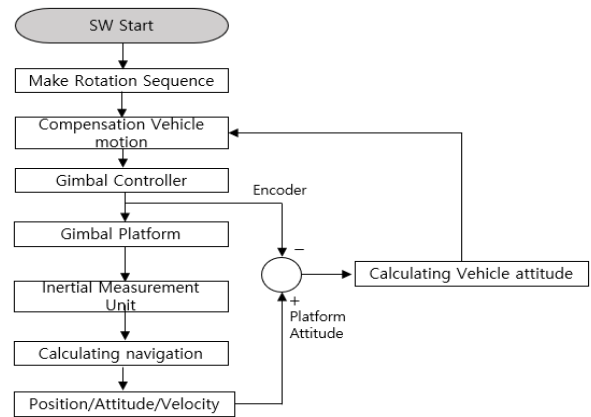 SW Start
Make Rotation Sequence
Compensation Vehicle
motion
Gimbal Controller
Encoder
Gimbal Platform
−
Calculating Vehicle attitude
Inertial Measurement
Unit
+
Platform
Attitude
Calculating navigation
Position/Attitude/Velocity